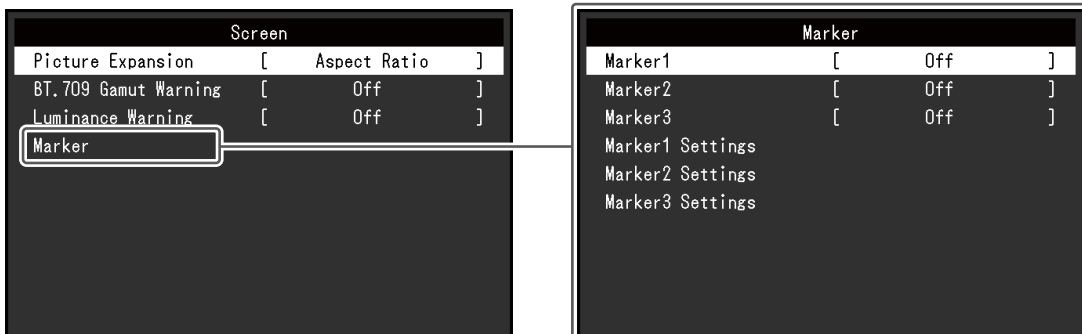 Screen
Picture Expansion [ Aspect Ratio ]
BT.709 Gamut Warning [ Off ]
Luminance Warning [ Off ]
Marker
Marker
Marker1 [ Off ]
Marker2 [ Off ]
Marker3 [ Off ]
Marker1 Settings
Marker2 Settings
Marker3 Settings